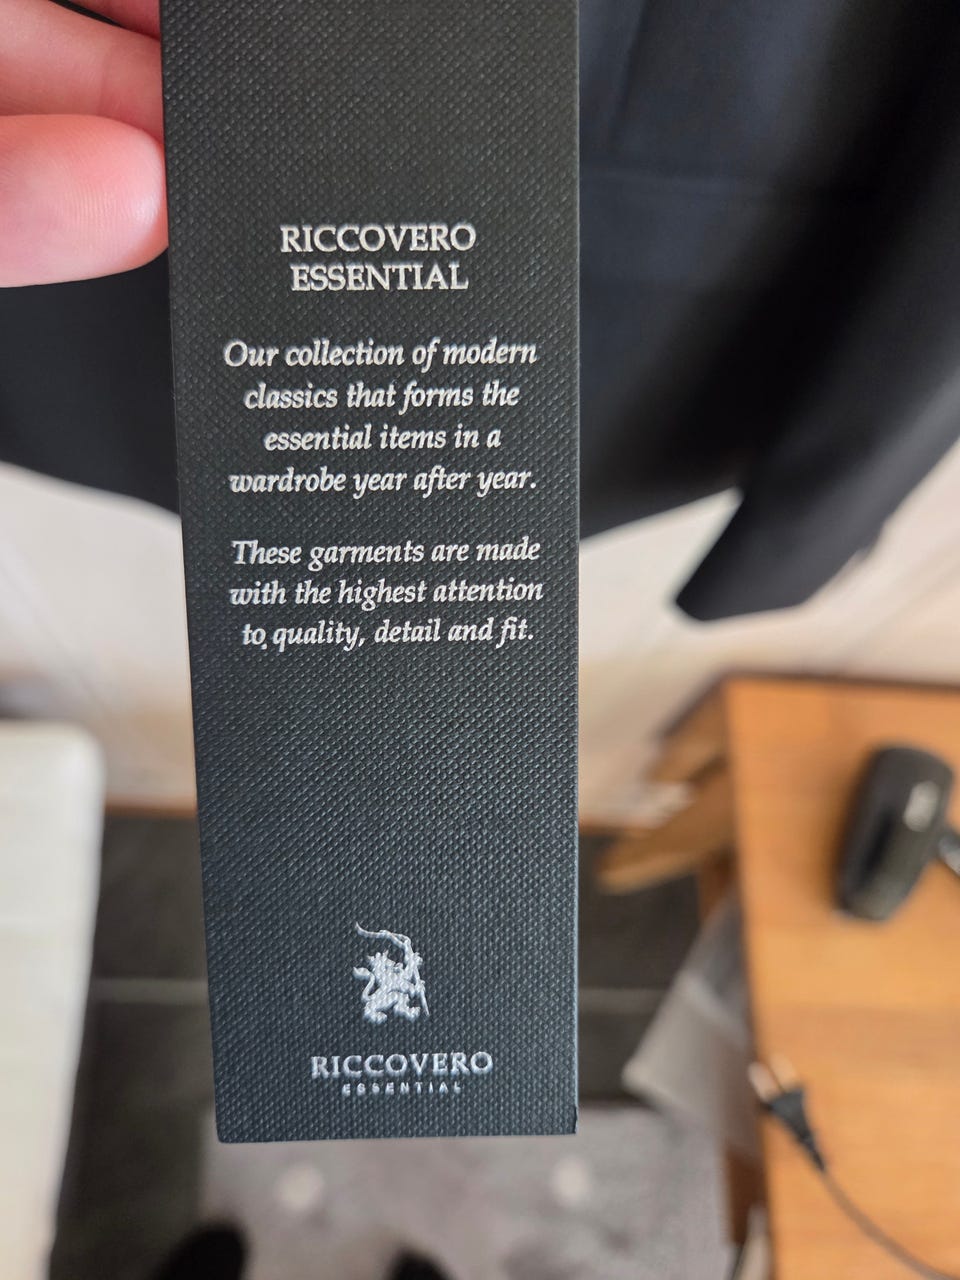 RICCOVERO
ESSENTIAL
Our collection of modern
classics that forms the
essential items in a
wardrobe year after year.
These garments are made
with the highest attention
to quality, detail and fit.
RICCOVERO
ESSENTIAL